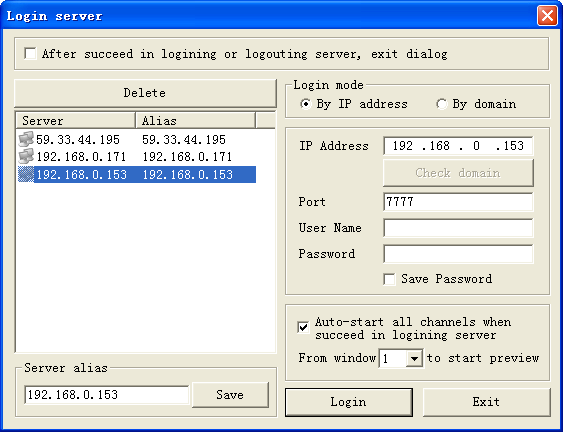 Login server
After succeed in logining or logouting server, exit dialog
Delete
Server Alias
59.33.44.195 59.33.44.195
192.168.0.171 192.168.0.171
192.168.0.153 192.168.0.153
Server alias
192.168.0.153 Save
Login mode
By IP address By domain
IP Address 192 .168 . 0 .153
Check domain
Port 7777
User Name
Password
Save Password
Auto-start all channels when
succeed in logining server
From window 1 to start preview
Login Exit